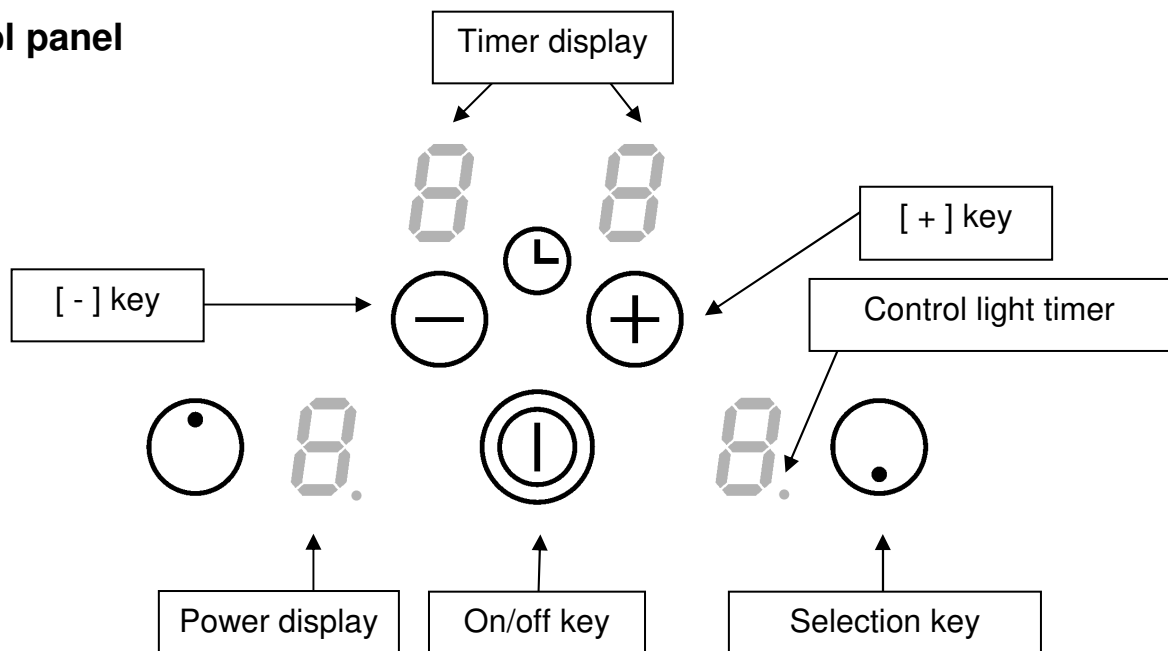 ol panel
Timer display
[ + ] key
[ - ] key
Control light timer
Power display
On/off key
Selection key